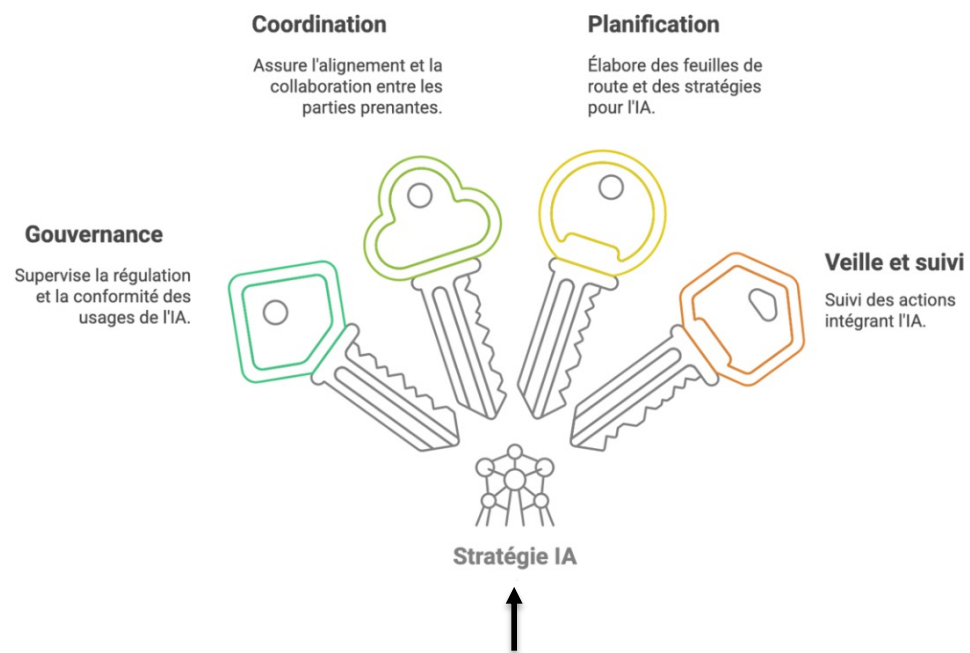 Coordination
Assure l'alignement et la
collaboration entre les
parties prenantes.
Planification
Élabore des feuilles de
route et des stratégies
pour l'IA.
Gouvernance
Supervise la régulation
et la conformité des
usages de l'IA.
Veille et suivi
Suivi des actions
intégrant l'IA.
Stratégie IA